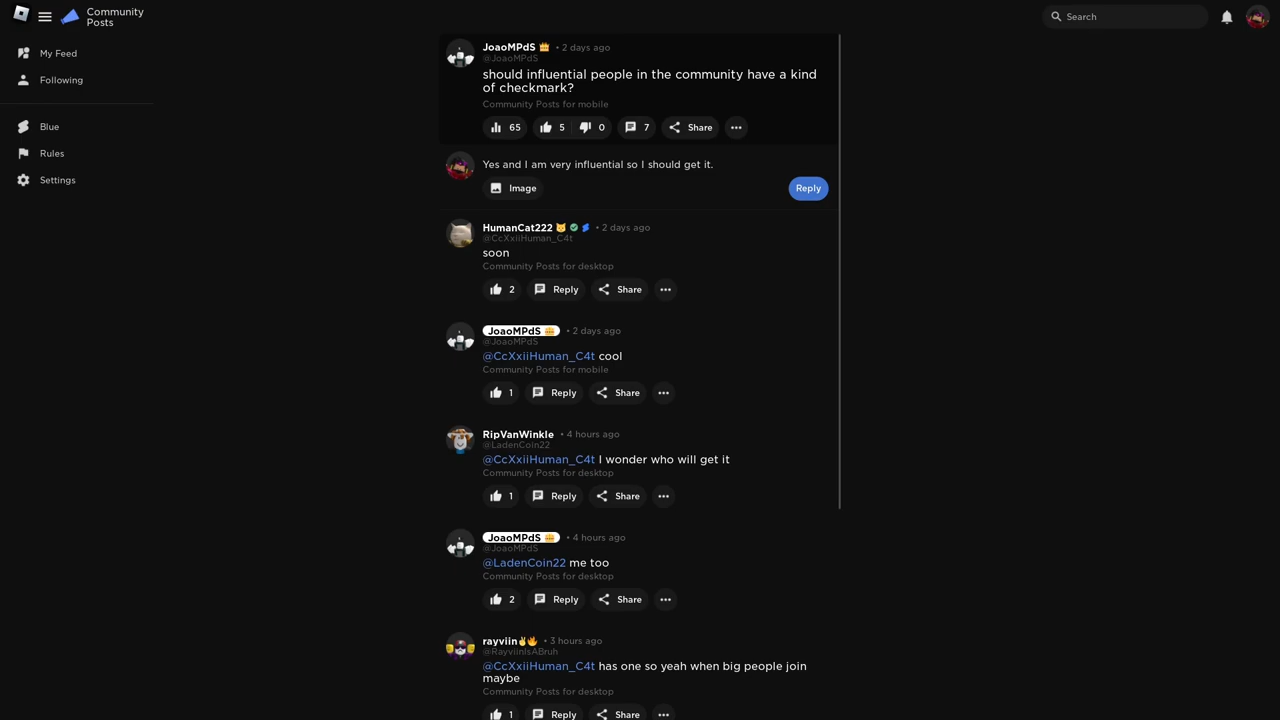 Community
Posts
Search
My Feed
Following
Blue
Rules
Settings
JoaoMPdS 👑 • 2 days ago
@JoaoMPdS
should influential people in the community have a kind
of checkmark?
Community Posts for mobile
65 5 0 7 Share
Yes and I am very influential so I should get it.
Image Reply
HumanCat222 • 2 days ago
@CcXxiiHuman_C4t
soon
Community Posts for desktop
2 Reply Share
JoaoMPdS 👑 • 2 days ago
@JoaoMPdS
@CcXxiiHuman_C4t cool
Community Posts for mobile
1 Reply Share
RipVanWinkle • 4 hours ago
@LadenCoin22
@CcXxiiHuman_C4t I wonder who will get it
Community Posts for desktop
1 Reply Share
JoaoMPdS 👑 • 4 hours ago
@JoaoMPdS
@LadenCoin22 me too
Community Posts for desktop
2 Reply Share
rayviin✌️🔥 • 3 hours ago
@RayviinIsABruh
@CcXxiiHuman_C4t has one so yeah when big people join
maybe
Community Posts for desktop
1 Reply Share